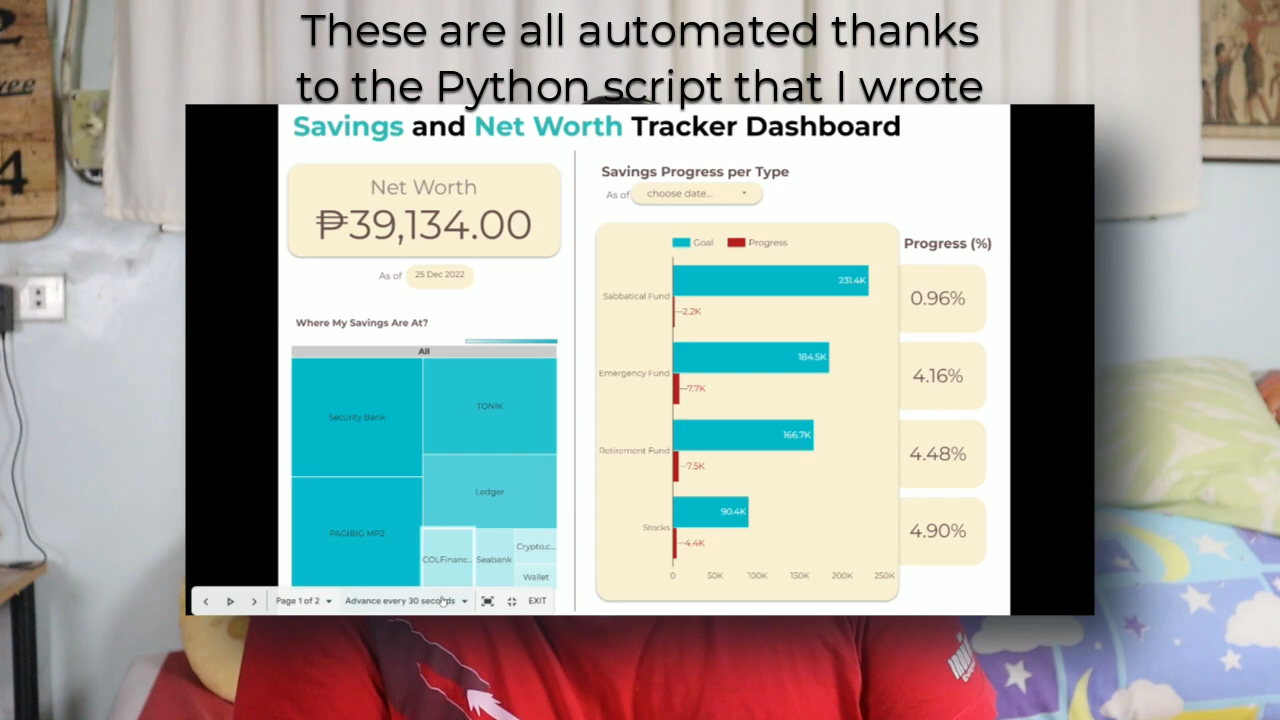 These are all automated thanks
to the Python script that I wrote
Savings and Net Worth Tracker Dashboard
Net Worth
₱39,134.00
As of 25 Dec 2022
Where My Savings Are At?
All
Security Bank
TONIK
PAGIBIG MP2
Ledger
COLFinanc...
Seabank
Crypto.c...
Wallet
Page 1 of 2
Advance every 30 seconds
EXIT
Savings Progress per Type
As of choose date...
Goal
Progress
Progress (%)
Sabbatical Fund
231.4K
2.2K
0.96%
Emergency Fund
184.5K
7.7K
4.16%
Retirement Fund
166.7K
7.5K
4.48%
Stocks
90.4K
4.4K
4.90%
0 50K 100K 150K 200K 250K